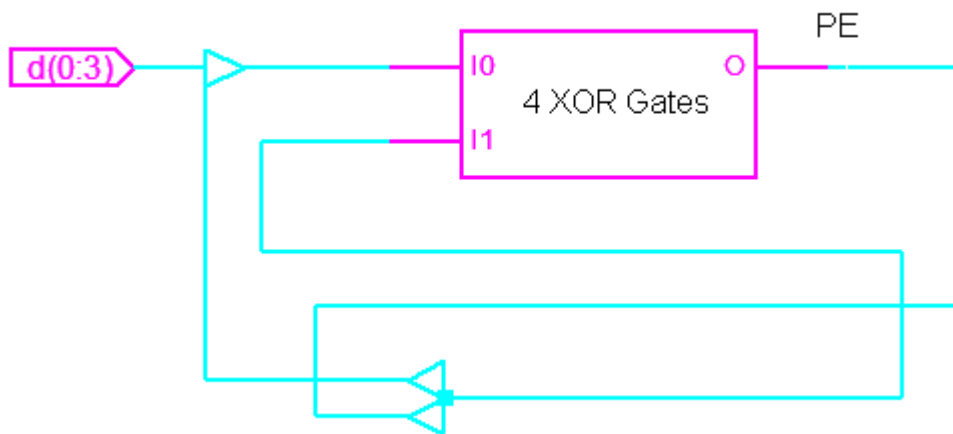 PE
d(0:3)
I0
O
4 XOR Gates
I1